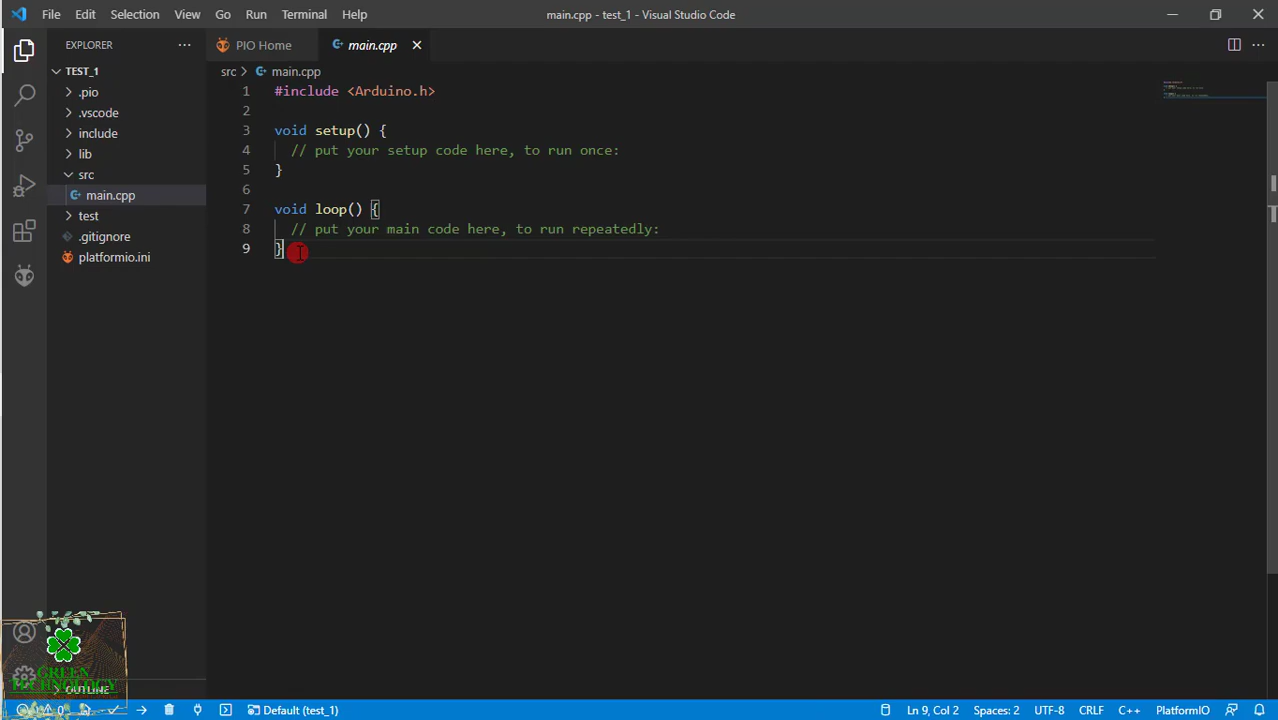 File Edit Selection View Go Run Terminal Help
main.cpp - test_1 - Visual Studio Code
EXPLORER
PIO Home
main.cpp
TEST_1
src > main.cpp
.pio
.vscode
include
lib
src
main.cpp
test
.gitignore
platformio.ini
1 #include <Arduino.h>
2
3 void setup() {
4 // put your setup code here, to run once:
5 }
6
7 void loop() {
8 // put your main code here, to run repeatedly:
9 }
GREEN
TECHNOLOGY
OUTLINE
0
Default (test_1)
Ln 9, Col 2 Spaces: 2 UTF-8 CRLF C++ PlatformIO